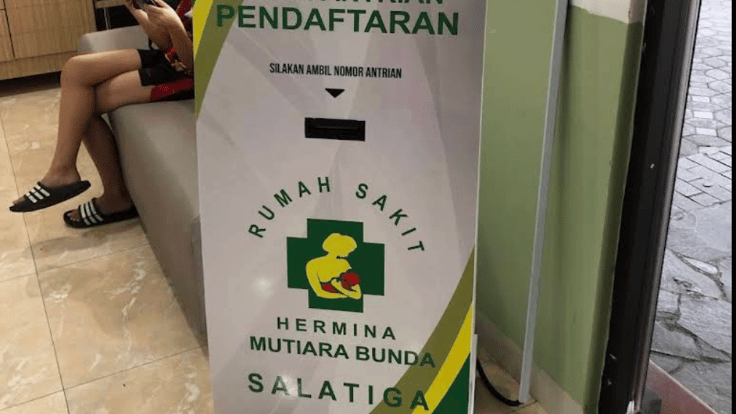 PENDAFTARAN
SILAKAN AMBIL NOMOR ANTRIAN
RUMAH SAKIT
HERMINA
MUTIARA BUNDA
SALATIGA